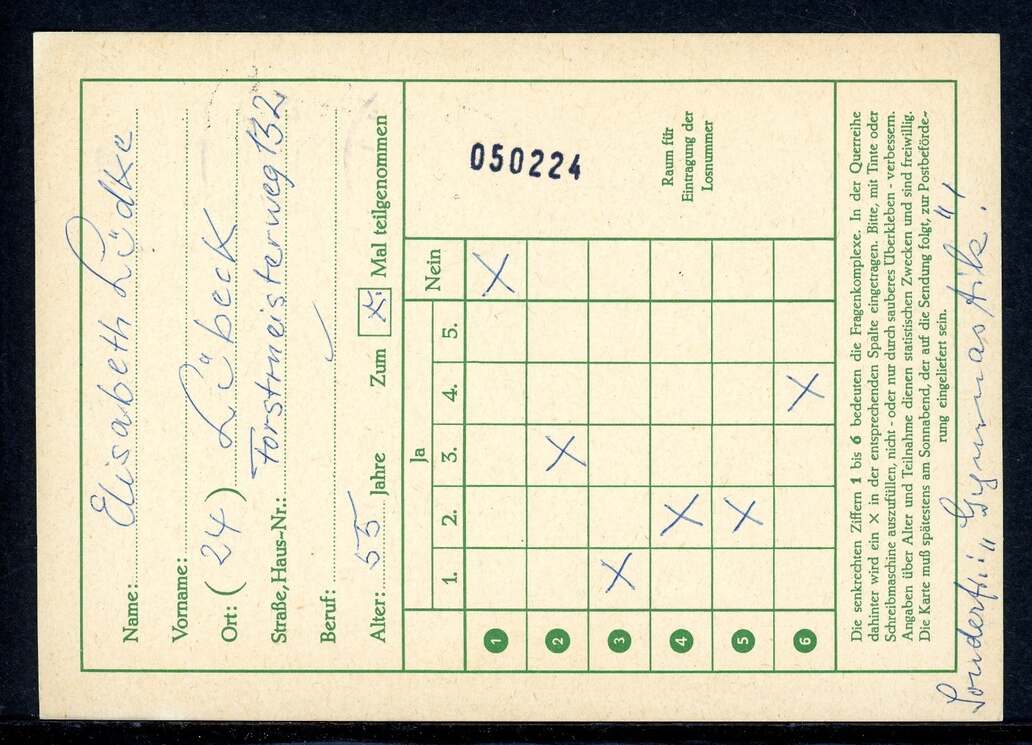 Name: Elisabeth Lüdke
Vorname:
Ort: (24) Lübeck
Straße, Haus-Nr.: Forstmeisterweg 132
Beruf:
Alter: 55 Jahre Zum x. Mal teilgenommen
Ja
Nein
1. 2. 3. 4. 5.
1 X 050224
2 X
3 X
4 X
5 X
6 X
Raum für
Eintragung der
Losnummer
Die senkrechten Ziffern 1 bis 6 bedeuten die Fragenkomplexe. In der Querreihe
dahinter wird ein × in der entsprechenden Spalte eingetragen. Bitte, mit Tinte oder
Schreibmaschine auszufüllen, nicht - oder nur durch sauberes Überkleben - verbessern.
Angaben über Alter und Teilnahme dienen statistischen Zwecken und sind freiwillig.
Die Karte muß spätestens am Sonnabend, der auf die Sendung folgt, zur Postbeförde-
rung eingeliefert sein.
"Gymnastik"!